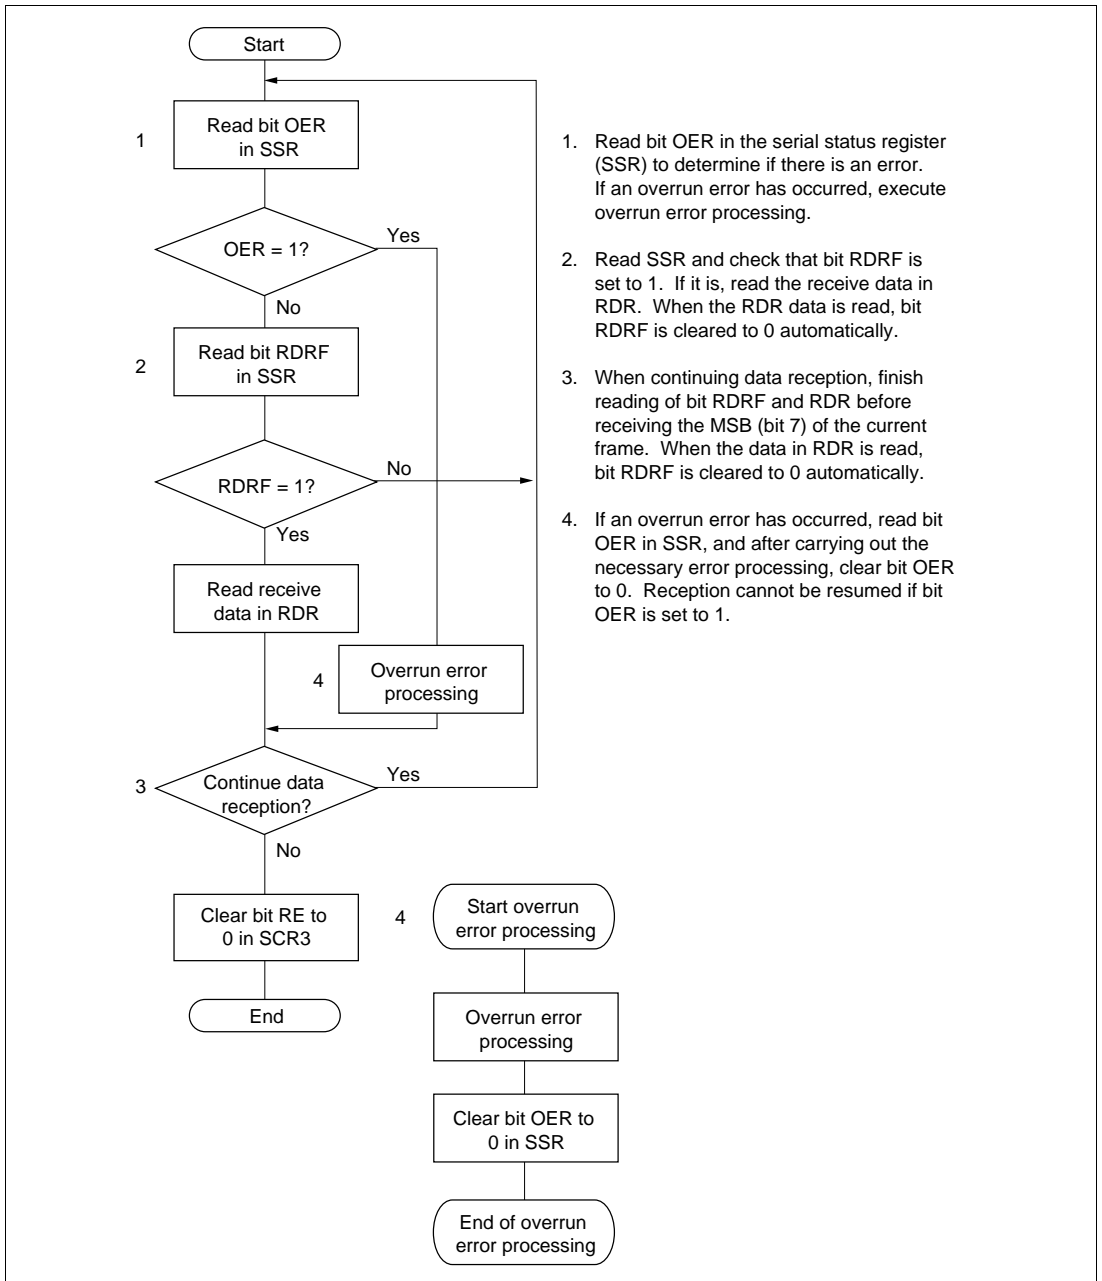 Start
1
Read bit OER
in SSR
OER = 1?
Yes
No
2
Read bit RDRF
in SSR
RDRF = 1?
No
Yes
Read receive
data in RDR
4
Overrun error
processing
3
Continue data
reception?
Yes
No
Clear bit RE to
0 in SCR3
End
4
Start overrun
error processing
Overrun error
processing
Clear bit OER to
0 in SSR
End of overrun
error processing
1. Read bit OER in the serial status register
(SSR) to determine if there is an error.
If an overrun error has occurred, execute
overrun error processing.
2. Read SSR and check that bit RDRF is
set to 1. If it is, read the receive data in
RDR. When the RDR data is read, bit
RDRF is cleared to 0 automatically.
3. When continuing data reception, finish
reading of bit RDRF and RDR before
receiving the MSB (bit 7) of the current
frame. When the data in RDR is read,
bit RDRF is cleared to 0 automatically.
4. If an overrun error has occurred, read bit
OER in SSR, and after carrying out the
necessary error processing, clear bit OER
to 0. Reception cannot be resumed if bit
OER is set to 1.